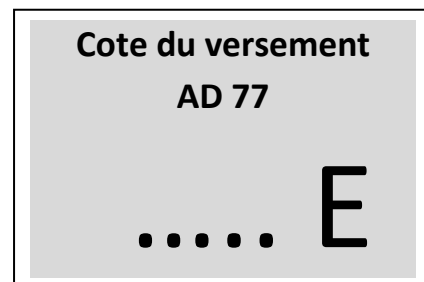 Cote du versement
AD 77
..... E